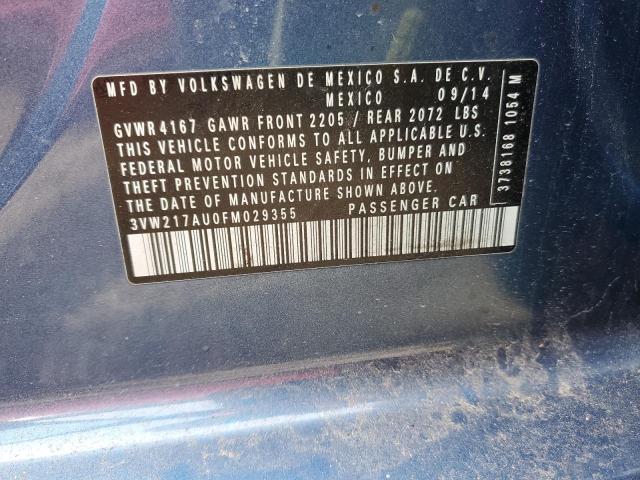 MFD BY VOLKSWAGEN DE MEXICO S.A. DE C.V.
MEXICO 09/14
GVWR 4167 GAWR FRONT 2205 / REAR 2072 LBS
THIS VEHICLE CONFORMS TO ALL APPLICABLE U.S.
FEDERAL MOTOR VEHICLE SAFETY, BUMPER AND
THEFT PREVENTION STANDARDS IN EFFECT ON
THE DATE OF MANUFACTURE SHOWN ABOVE.
3VW217AU0FM029355 PASSENGER CAR
3738168 1054 M